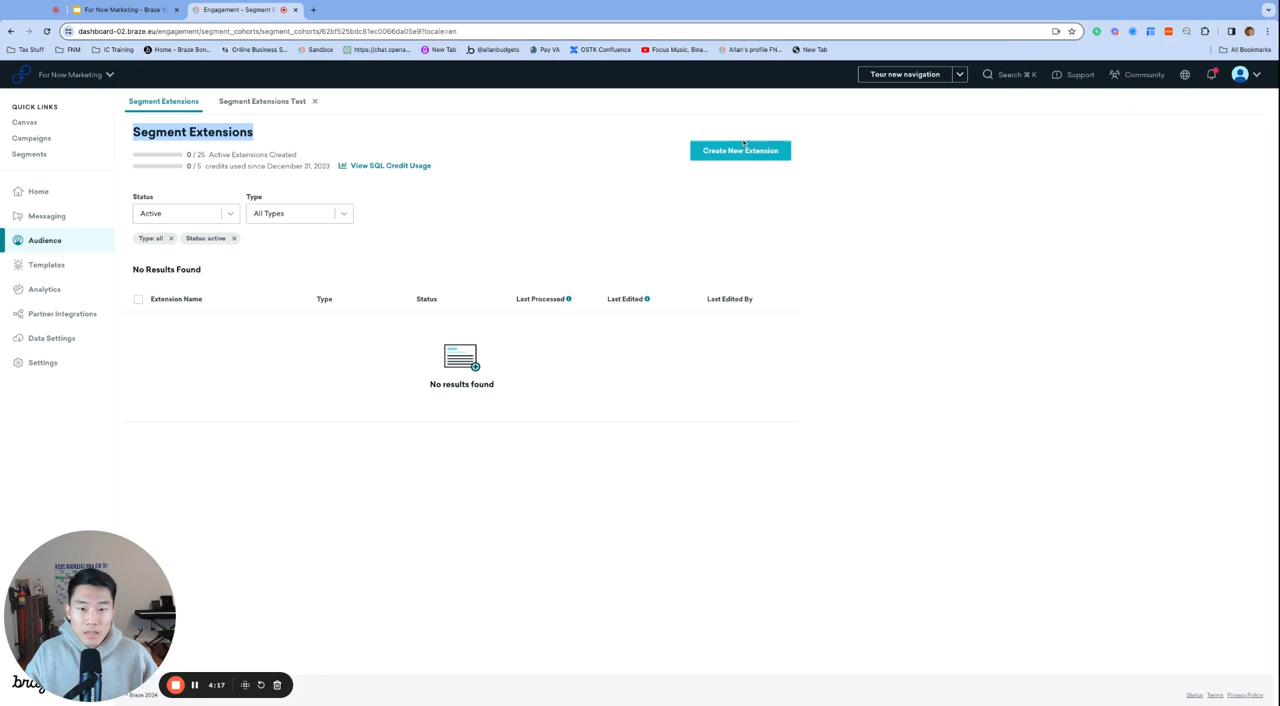 For Now Marketing - Braze
Engagement - Segment E
dashboard-02.braze.eu/engagement/segment_cohorts/segment_cohorts/62bf525bdc81ec0066da05e9?locale=en
Tax Stuff
FNM
IC Training
Home - Braze Bon...
Online Business S...
Sandbox
https://chat.opena...
New Tab
@allanbudgets
Pay VA
OSTK Confluence
Focus Music, Bina...
Allan's profile FN...
New Tab
All Bookmarks
For Now Marketing
Tour new navigation
Search ⌘ K
Support
Community
QUICK LINKS
Canvas
Campaigns
Segments
Home
Messaging
Audience
Templates
Analytics
Partner Integrations
Data Settings
Settings
Segment Extensions
Segment Extensions Test
Segment Extensions
0 / 25 Active Extensions Created
0 / 5 credits used since December 31, 2023
View SQL Credit Usage
Create New Extension
Status
Type
Active
All Types
Type: all
Status: active
No Results Found
Extension Name
Type
Status
Last Processed
Last Edited
Last Edited By
No results found
4:17
Braze 2024
Status
Terms
Privacy Policy